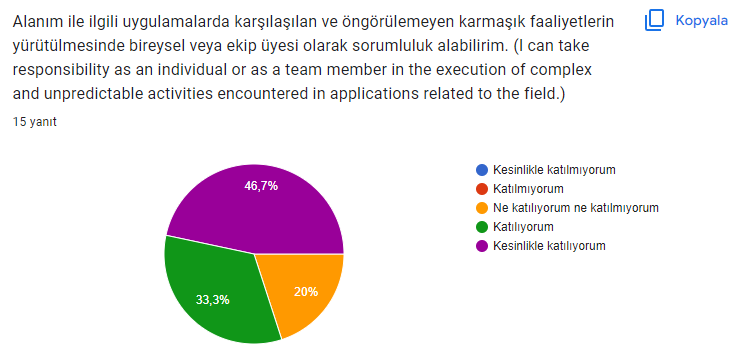 Alanım ile ilgili uygulamalarda karşılaşılan ve öngörülemeyen karmaşık faaliyetlerin
yürütülmesinde bireysel veya ekip üyesi olarak sorumluluk alabilirim. (I can take
responsibility as an individual or as a team member in the execution of complex
and unpredictable activities encountered in applications related to the field.)
Kopyala
15 yanıt
46,7%
33,3%
20%
Kesinlikle katılmıyorum
Katılmıyorum
Ne katılıyorum ne katılmıyorum
Katılıyorum
Kesinlikle katılıyorum